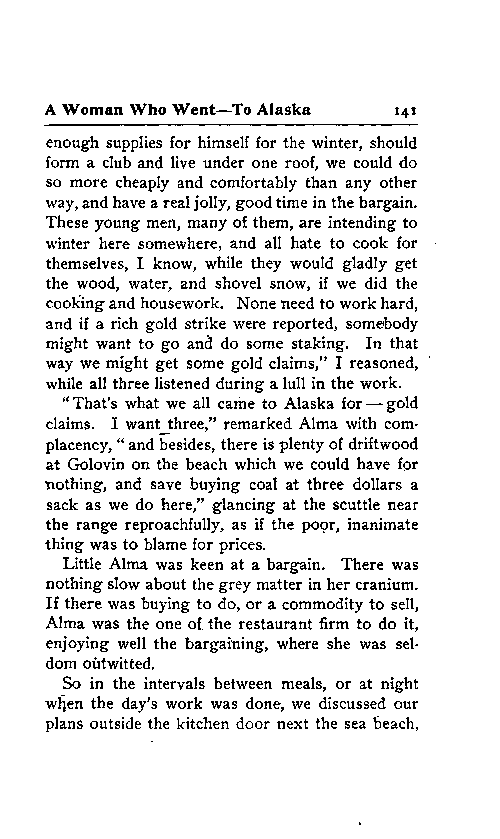 A Woman Who Went—To Alaska 141
enough supplies for himself for the winter, should
form a club and live under one roof, we could do
so more cheaply and comfortably than any other
way, and have a real jolly, good time in the bargain.
These young men, many of them, are intending to
winter here somewhere, and all hate to cook for
themselves, I know, while they would gladly get
the wood, water, and shovel snow, if we did the
cooking and housework. None need to work hard,
and if a rich gold strike were reported, somebody
might want to go and do some staking. In that
way we might get some gold claims," I reasoned,
while all three listened during a lull in the work.
"That's what we all came to Alaska for—gold
claims. I want three," remarked Alma with com-
placency, "and besides, there is plenty of driftwood
at Golovin on the beach which we could have for
nothing, and save buying coal at three dollars a
sack as we do here," glancing at the scuttle near
the range reproachfully, as if the poor, inanimate
thing was to blame for prices.
Little Alma was keen at a bargain. There was
nothing slow about the grey matter in her cranium.
If there was buying to do, or a commodity to sell,
Alma was the one of the restaurant firm to do it,
enjoying well the bargaining, where she was sel-
dom outwitted.
So in the intervals between meals, or at night
when the day's work was done, we discussed our
plans outside the kitchen door next the sea beach,